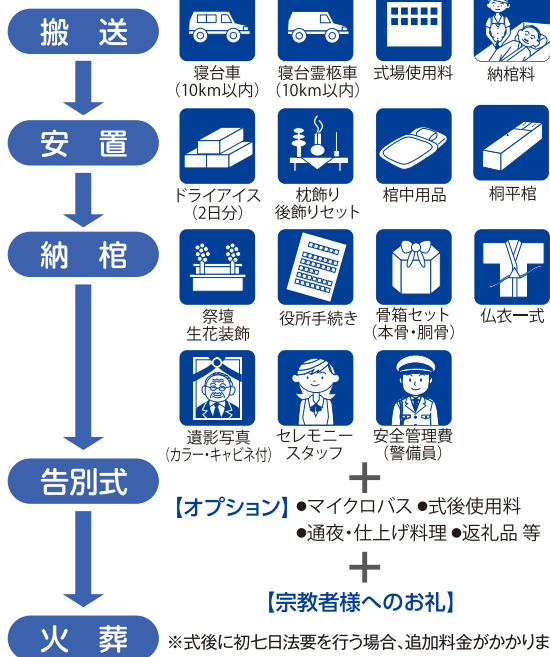 搬 送
安 置
納 棺
告別式
火 葬
寝台車
（10km以内）
寝台霊柩車
（10km以内）
式場使用料
納棺料
ドライアイス
（2日分）
枕飾り
後飾りセット
棺中用品
桐平棺
祭壇
生花装飾
役所手続き
骨箱セット
（本骨・胴骨）
仏衣一式
遺影写真
（カラー・キャビネ付）
セレモニー
スタッフ
安全管理費
（警備員）
＋
【オプション】●マイクロバス ●式後使用料
●通夜・仕上げ料理 ●返礼品 等
＋
【宗教者様へのお礼】
※式後に初七日法要を行う場合、追加料金がかかりま